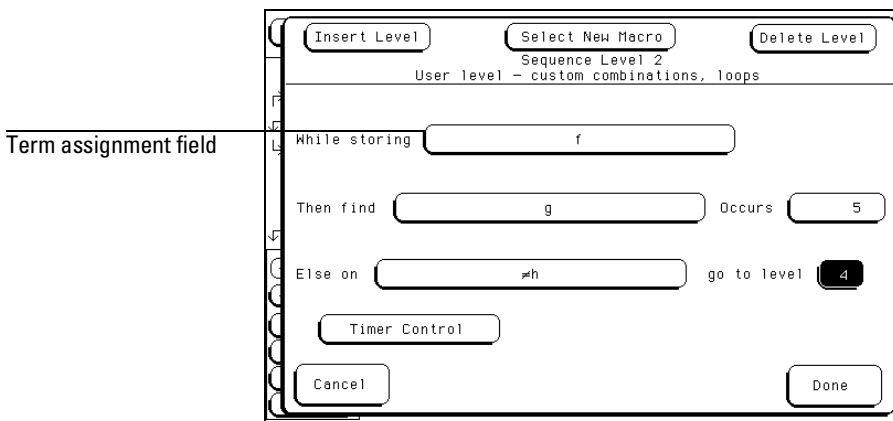 Insert Level Select New Macro Delete Level
Sequence Level 2
User level – custom combinations, loops
Term assignment field
While storing f
Then find g Occurs 5
Else on ≠h go to level 4
Timer Control
Cancel Done